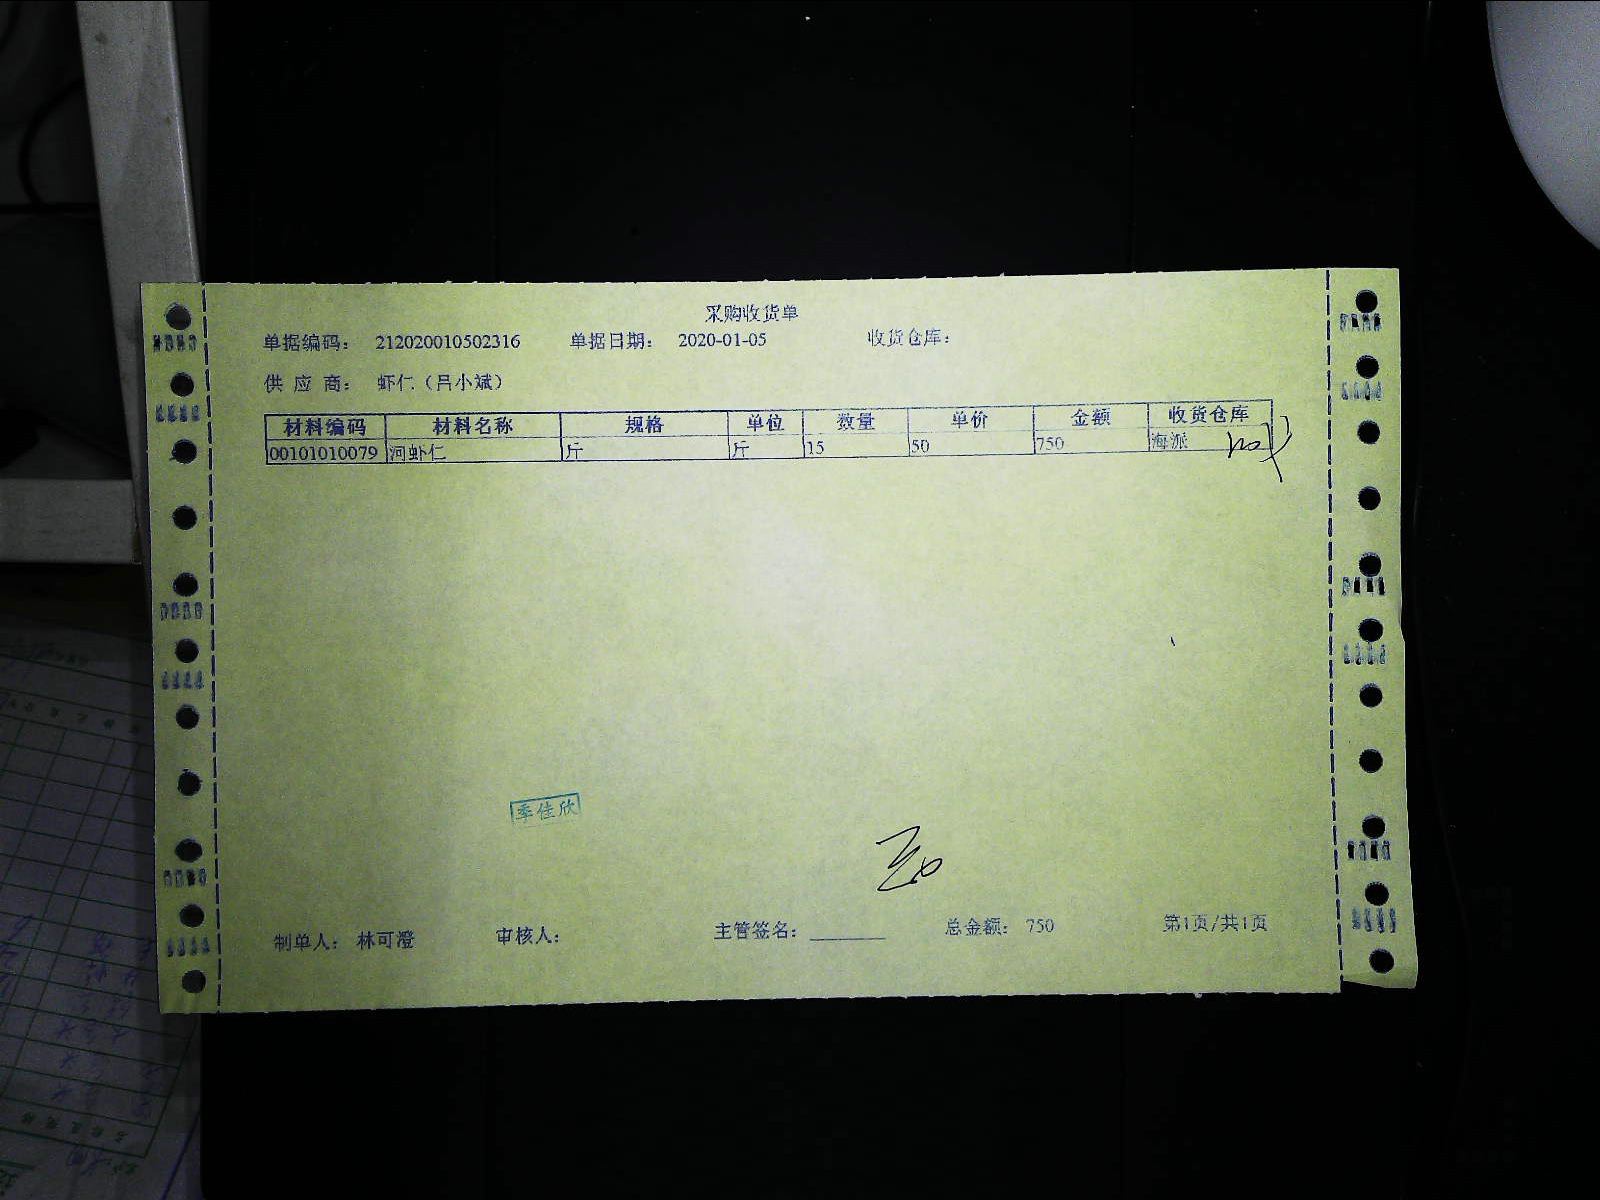 采购收货单
单据编码： 212020010502316 单据日期： 2020-01-05 收货仓库：
供 应 商： 虾仁（吕小斌）
材料编码 材料名称 规格 单位 数量 单价 金额 收货仓库
00101010079 河虾仁 斤 斤 15 50 750 海派
季佳欣
制单人： 林可澄 审核人： 主管签名： ________ 总金额： 750 第1页/共1页